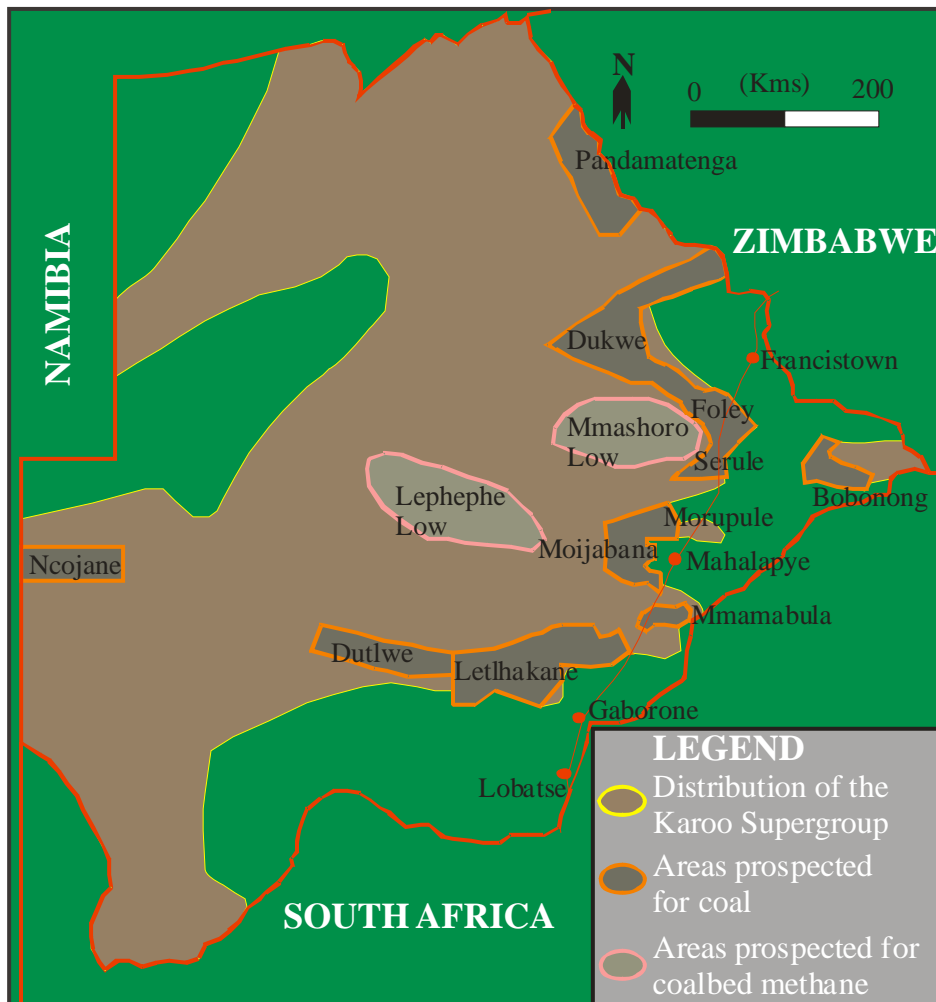 N
0 (Kms) 200
Pandamatenga
NAMIBIA
ZIMBABWE
Dukwe
Francistown
Foley
Mmashoro
Low
Serule
Lephephe
Low
Bobonong
Morupule
Moijabana
Mahalapye
Ncojane
Mmamabula
Dutlwe
Letlhakane
Gaborone
Lobatse
SOUTH AFRICA
LEGEND
Distribution of the
Karoo Supergroup
Areas prospected
for coal
Areas prospected for
coalbed methane